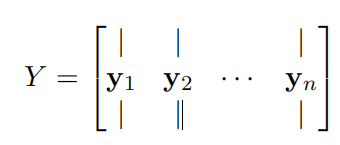 | | |
Y = [ y₁ y₂ ⋯ yₙ ]
| ‖ |